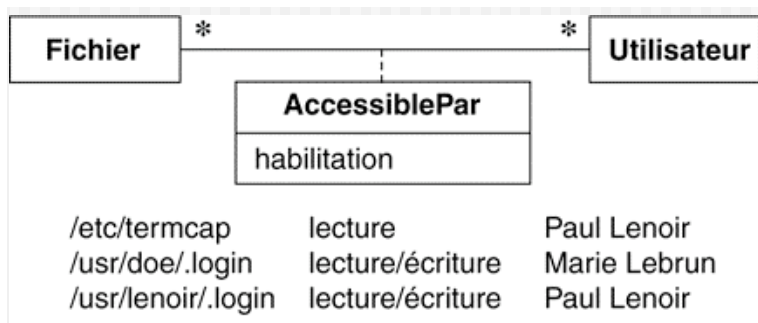 Fichier * * Utilisateur
AccessiblePar
habilitation
/etc/termcap lecture Paul Lenoir
/usr/doe/.login lecture/écriture Marie Lebrun
/usr/lenoir/.login lecture/écriture Paul Lenoir